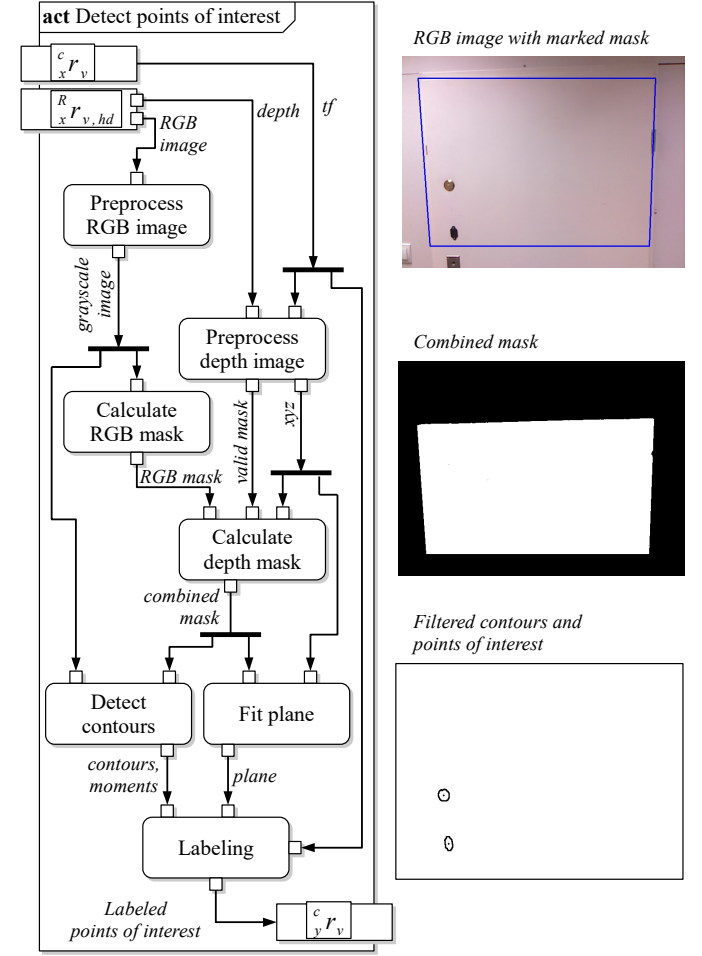 act Detect points of interest
c
x r v
R
x r v, hd
depth
tf
RGB
image
Preprocess
RGB image
grayscale
image
Preprocess
depth image
Calculate
RGB mask
valid mask
xyz
RGB mask
Calculate
depth mask
combined
mask
Detect
contours
Fit plane
contours,
moments
plane
Labeling
Labeled
points of interest
c
y r v
RGB image with marked mask
Combined mask
Filtered contours and
points of interest